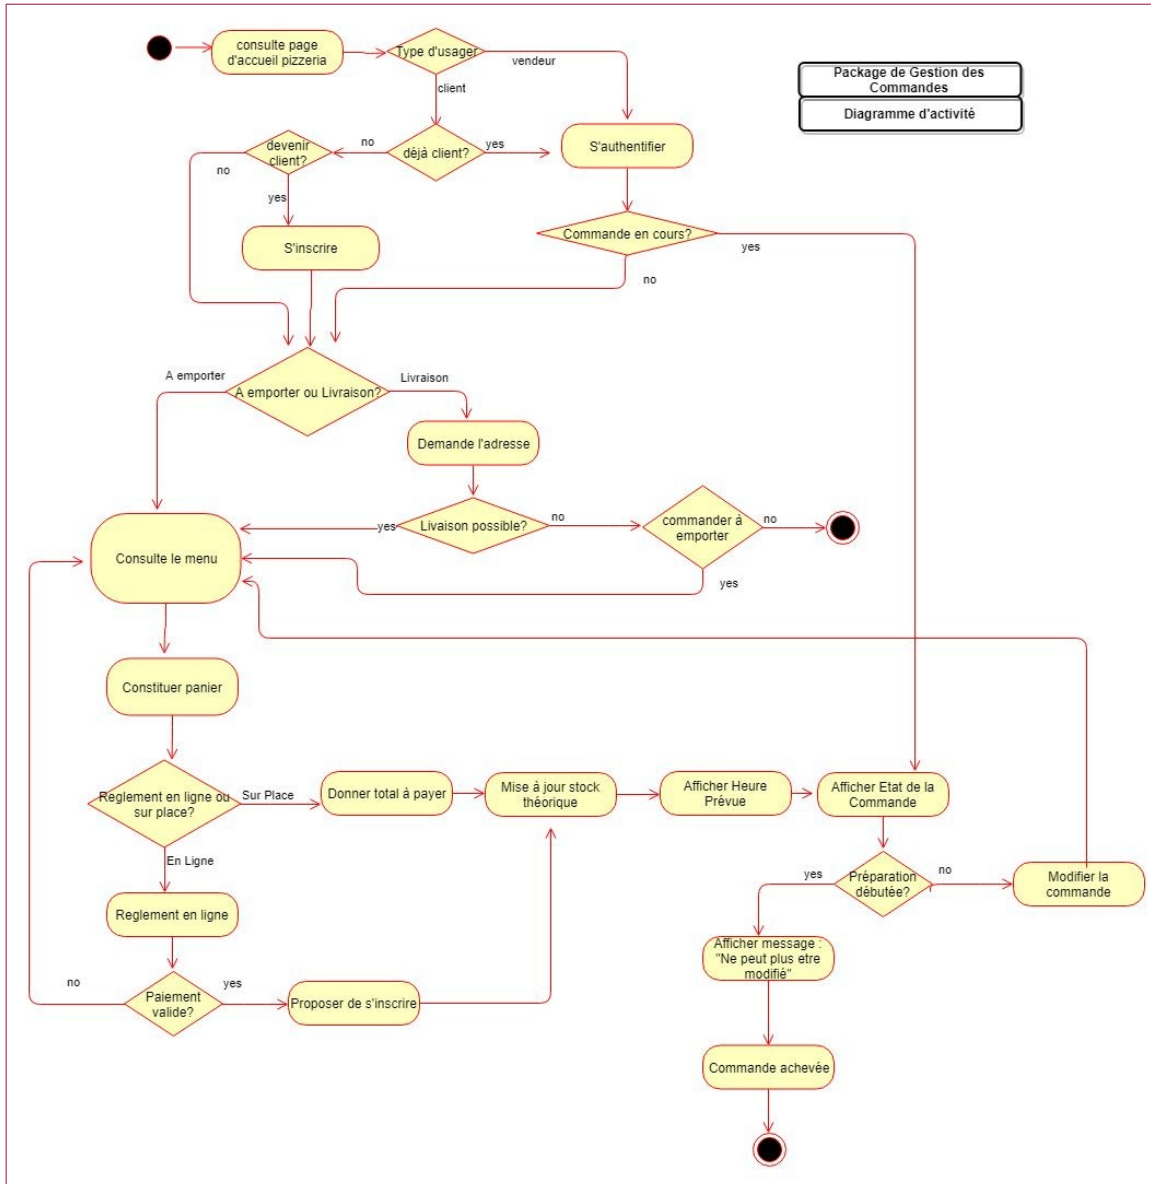 consulte page
d'accueil pizzeria
Type d'usager
vendeur
Package de Gestion des
Commandes
Diagramme d'activité
client
devenir
client?
no
déjà client?
yes
S'authentifier
no
yes
S'inscrire
Commande en cours?
yes
no
A emporter
A emporter ou Livraison?
Livraison
Demande l'adresse
yes
Livaison possible?
no
commander à
emporter
no
yes
Consulte le menu
Constituer panier
Reglement en ligne ou
sur place?
Sur Place
Donner total à payer
Mise à jour stock
théorique
Afficher Heure
Prévue
Afficher Etat de la
Commande
En Ligne
yes
Préparation
débutée?
no
Modifier la
commande
Reglement en ligne
Afficher message :
"Ne peut plus etre
modifié"
no
Paiement
valide?
yes
Proposer de s'inscrire
Commande achevée